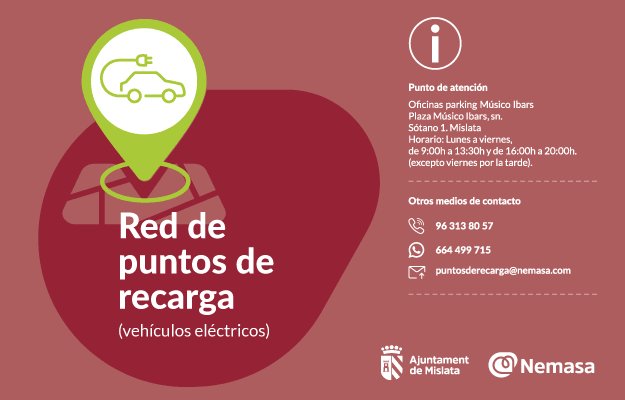 Red de
puntos de
recarga
(vehículos eléctricos)
i
Punto de atención
Oficinas parking Músico Ibars
Plaza Músico Ibars, sn.
Sótano 1. Mislata
Horario: Lunes a viernes,
de 9:00h a 13:30h y de 16:00h a 20:00h.
(excepto viernes por la tarde).
Otros medios de contacto
96 313 80 57
664 499 715
puntosderecarga@nemasa.com
Ajuntament
de Mislata
Nemasa